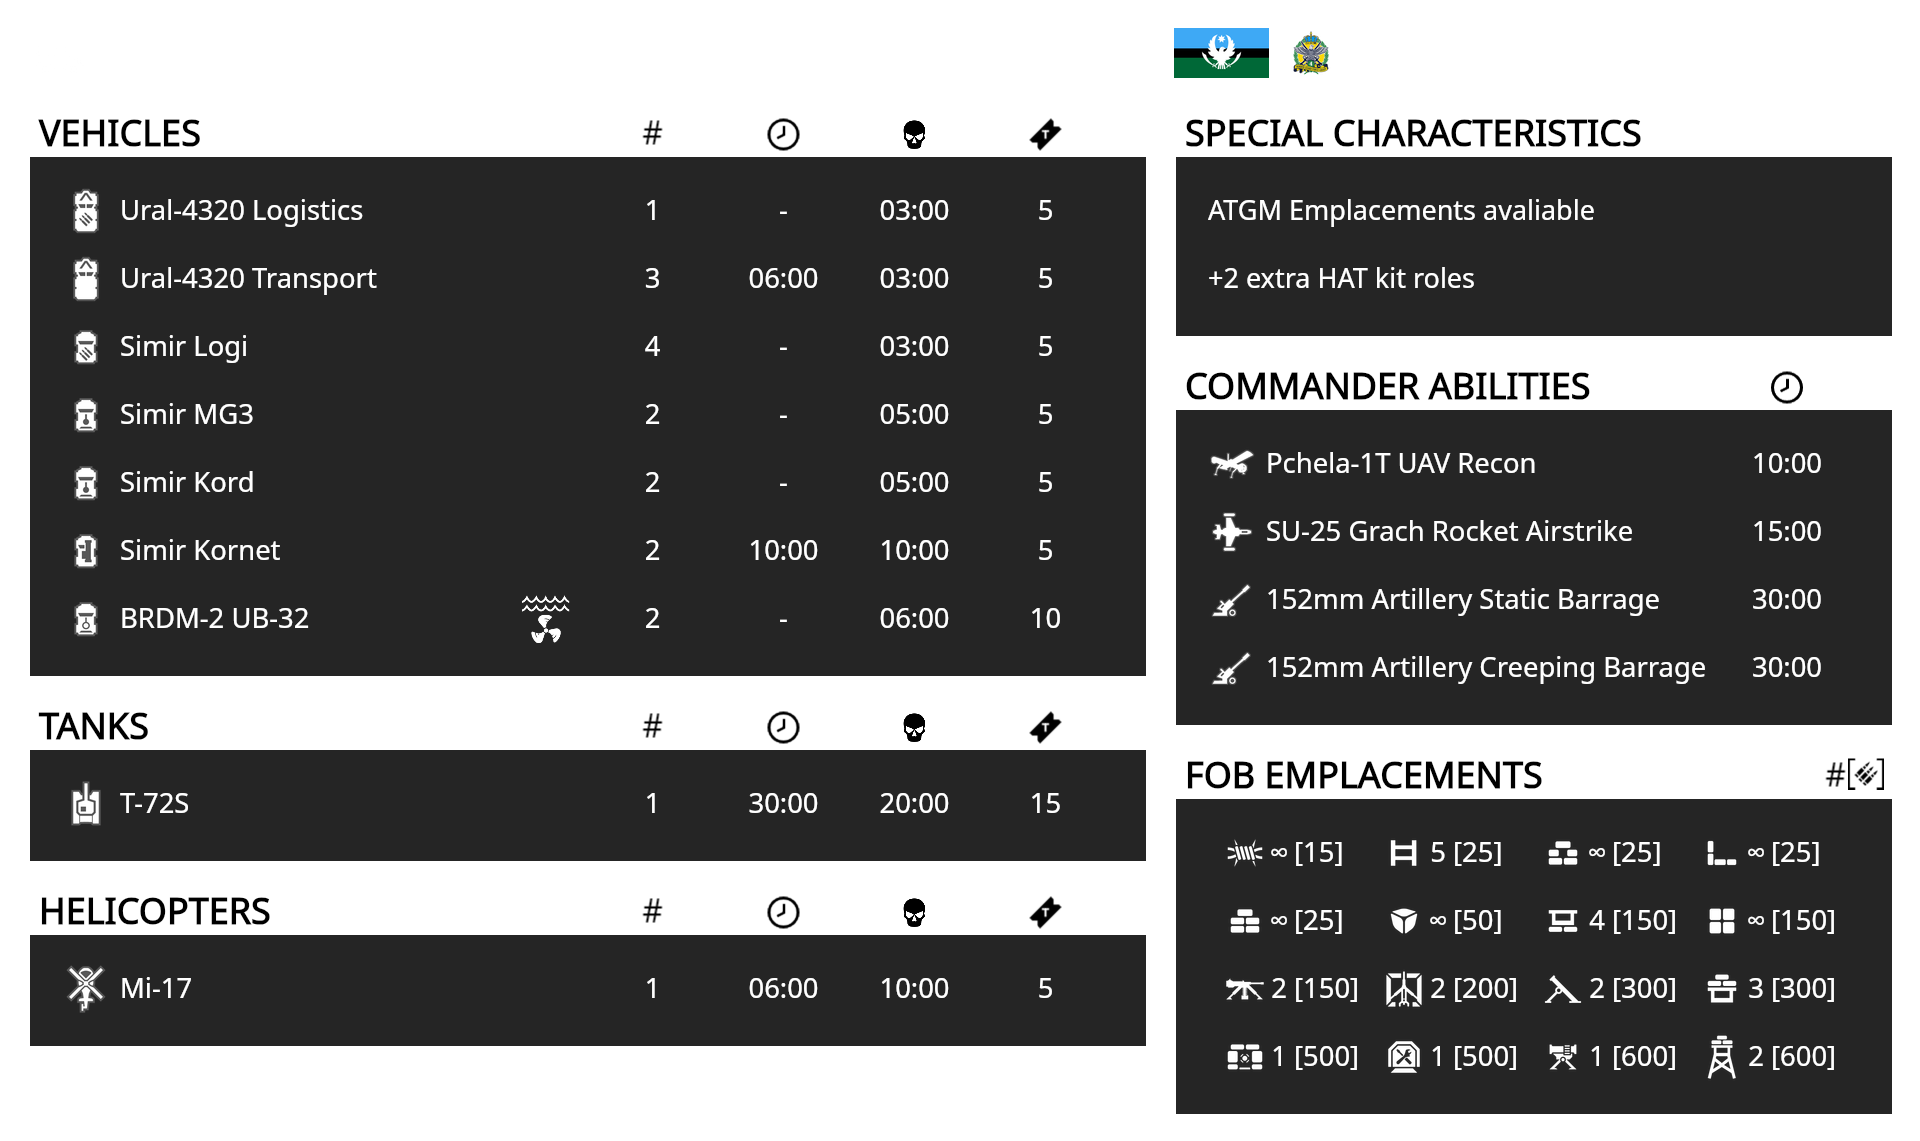 VEHICLES #
Ural-4320 Logistics 1 - 03:00 5
Ural-4320 Transport 3 06:00 03:00 5
Simir Logi 4 - 03:00 5
Simir MG3 2 - 05:00 5
Simir Kord 2 - 05:00 5
Simir Kornet 2 10:00 10:00 5
BRDM-2 UB-32 2 - 06:00 10
TANKS #
T-72S 1 30:00 20:00 15
HELICOPTERS #
Mi-17 1 06:00 10:00 5
SPECIAL CHARACTERISTICS
ATGM Emplacements avaliable
+2 extra HAT kit roles
COMMANDER ABILITIES
Pchela-1T UAV Recon 10:00
SU-25 Grach Rocket Airstrike 15:00
152mm Artillery Static Barrage 30:00
152mm Artillery Creeping Barrage 30:00
FOB EMPLACEMENTS #[ ]
∞ [15] 5 [25] ∞ [25] ∞ [25]
∞ [25] ∞ [50] 4 [150] ∞ [150]
2 [150] 2 [200] 2 [300] 3 [300]
1 [500] 1 [500] 1 [600] 2 [600]